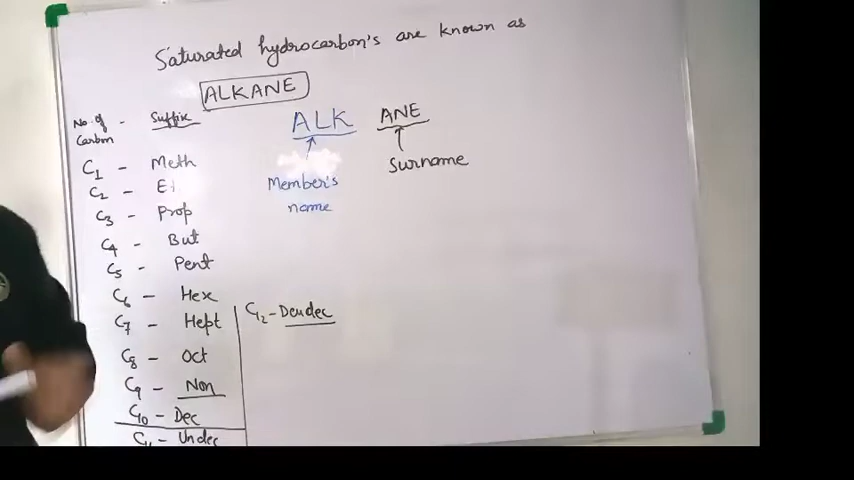 Saturated hydrocarbon's are known as
ALKANE
No. of Carbon - Suffix
ALK ANE
Member's name
Surname
C1 - Meth
C2 - Et
C3 - Prop
C4 - But
C5 - Pent
C6 - Hex
C7 - Hept
C8 - Oct
C9 - Non
C10 - Dec
C11 - Undec
C12 - Doudec